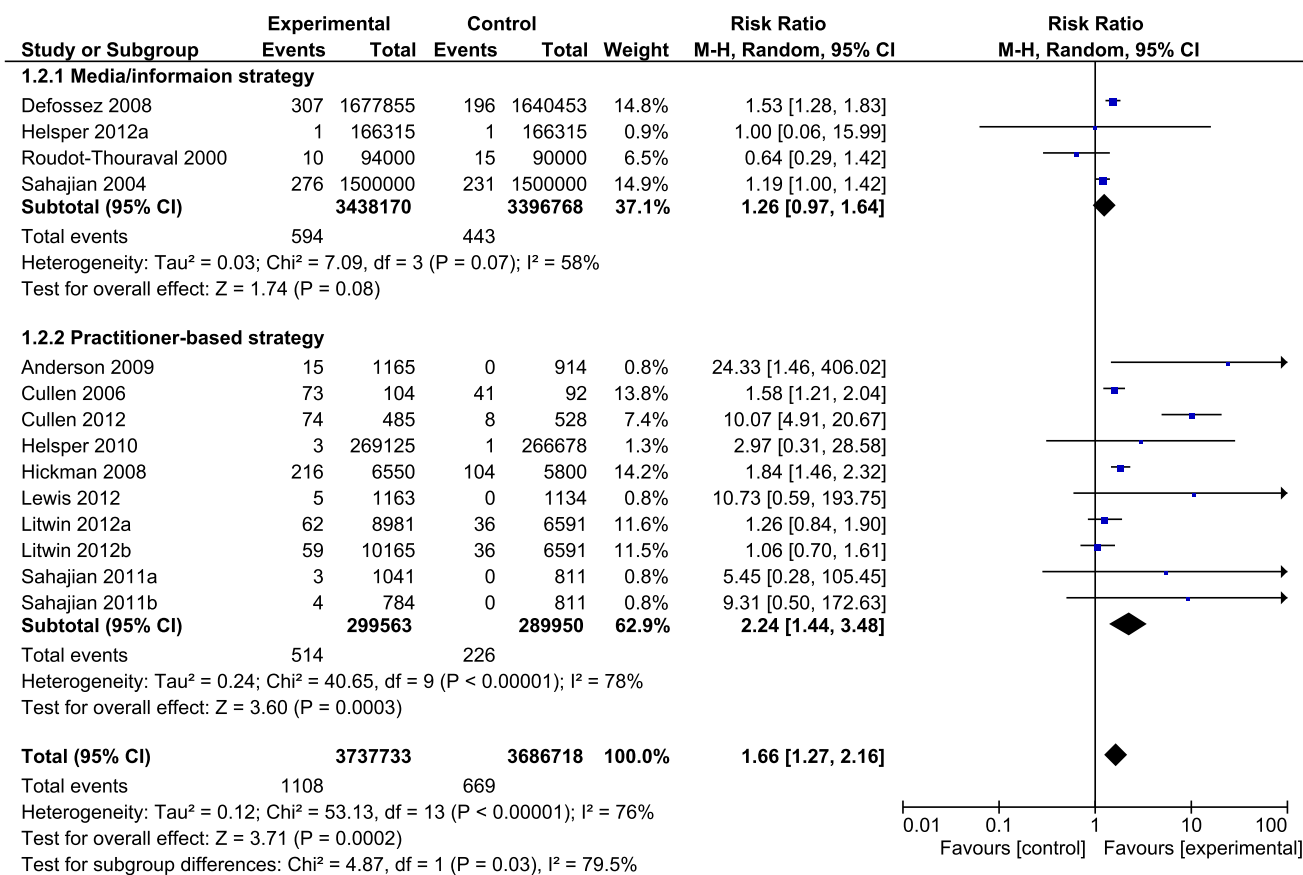 Experimental Control Risk Ratio Risk Ratio
Study or Subgroup Events Total Events Total Weight M-H, Random, 95% CI M-H, Random, 95% CI
1.2.1 Media/informaion strategy
Defossez 2008 307 1677855 196 1640453 14.8% 1.53 [1.28, 1.83]
Helsper 2012a 1 166315 1 166315 0.9% 1.00 [0.06, 15.99]
Roudot-Thouraval 2000 10 94000 15 90000 6.5% 0.64 [0.29, 1.42]
Sahajian 2004 276 1500000 231 1500000 14.9% 1.19 [1.00, 1.42]
Subtotal (95% CI) 3438170 3396768 37.1% 1.26 [0.97, 1.64]
Total events 594 443
Heterogeneity: Tau² = 0.03; Chi² = 7.09, df = 3 (P = 0.07); I² = 58%
Test for overall effect: Z = 1.74 (P = 0.08)
1.2.2 Practitioner-based strategy
Anderson 2009 15 1165 0 914 0.8% 24.33 [1.46, 406.02]
Cullen 2006 73 104 41 92 13.8% 1.58 [1.21, 2.04]
Cullen 2012 74 485 8 528 7.4% 10.07 [4.91, 20.67]
Helsper 2010 3 269125 1 266678 1.3% 2.97 [0.31, 28.58]
Hickman 2008 216 6550 104 5800 14.2% 1.84 [1.46, 2.32]
Lewis 2012 5 1163 0 1134 0.8% 10.73 [0.59, 193.75]
Litwin 2012a 62 8981 36 6591 11.6% 1.26 [0.84, 1.90]
Litwin 2012b 59 10165 36 6591 11.5% 1.06 [0.70, 1.61]
Sahajian 2011a 3 1041 0 811 0.8% 5.45 [0.28, 105.45]
Sahajian 2011b 4 784 0 811 0.8% 9.31 [0.50, 172.63]
Subtotal (95% CI) 299563 289950 62.9% 2.24 [1.44, 3.48]
Total events 514 226
Heterogeneity: Tau² = 0.24; Chi² = 40.65, df = 9 (P < 0.00001); I² = 78%
Test for overall effect: Z = 3.60 (P = 0.0003)
Total (95% CI) 3737733 3686718 100.0% 1.66 [1.27, 2.16]
Total events 1108 669
Heterogeneity: Tau² = 0.12; Chi² = 53.13, df = 13 (P < 0.00001); I² = 76%
Test for overall effect: Z = 3.71 (P = 0.0002)
Test for subgroup differences: Chi² = 4.87, df = 1 (P = 0.03), I² = 79.5%
0.01 0.1 1 10 100
Favours [control] Favours [experimental]